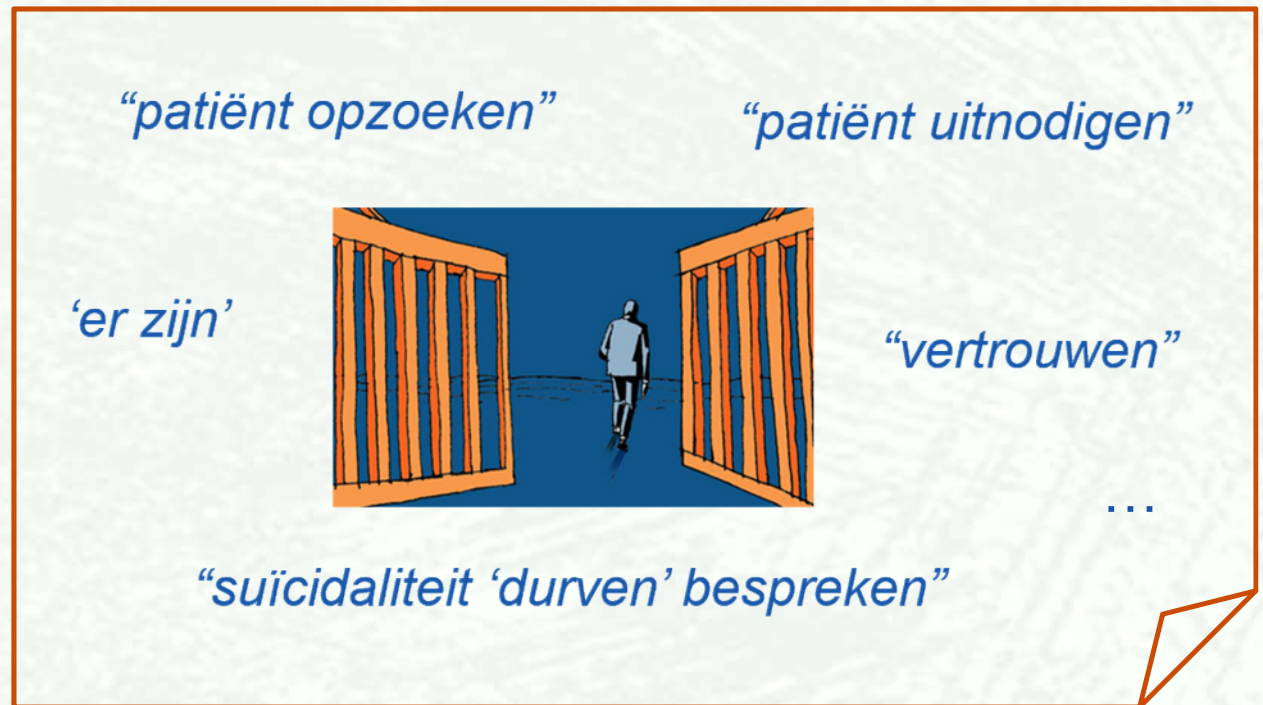 “patiënt opzoeken”
“patiënt uitnodigen”
‘er zijn’
“vertrouwen”
…
“suïcidaliteit ‘durven’ bespreken”